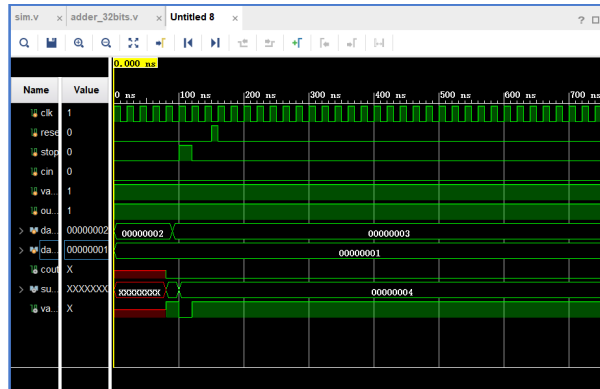 sim.v × adder_32bits.v × Untitled 8 × ?
0.000 ns
Name Value 0 ns 100 ns 200 ns 300 ns 400 ns 500 ns 600 ns 700 ns
clk 1
rese 0
stop 0
cin 0
va... 1
ou... 1
> da... 00000002 00000002 00000003
> da... 00000001 00000001
cout X
> su... XXXXXXXX XXXXXXXX 00000004
va... X